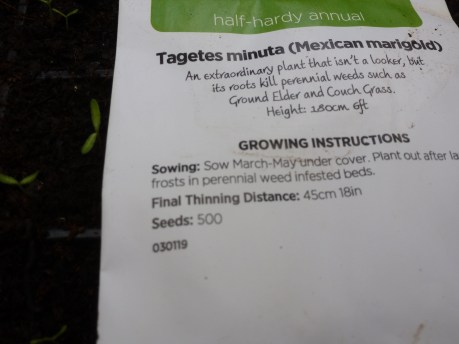 half-hardy annual
Tagetes minuta (Mexican marigold)
An extraordinary plant that isn't a looker, but
its roots kill perennial weeds such as
Ground Elder and Couch Grass.
Height: 180cm 6ft
GROWING INSTRUCTIONS
Sowing: Sow March-May under cover. Plant out after la
frosts in perennial weed infested beds.
Final Thinning Distance: 45cm 18in
Seeds: 500
030119